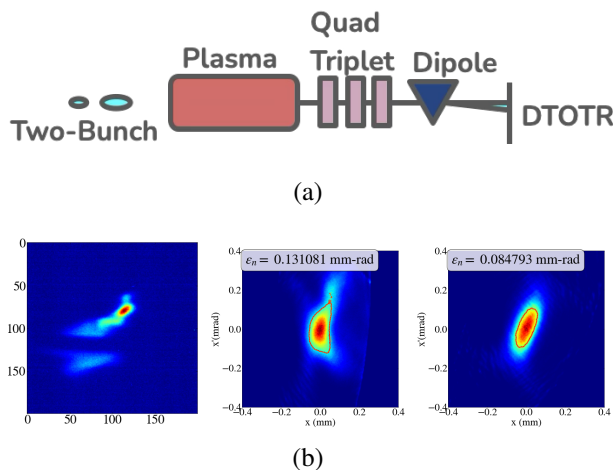 Quad
Plasma Triplet Dipole
Two-Bunch DTOTR
(a)
0
50
100
150
0 50 100 150
εₙ = 0.131081 mm-rad
0.4
0.2
0.0
−0.2
−0.4
x'(mrad)
−0.4 −0.2 0.0 0.2 0.4
x (mm)
εₙ = 0.084793 mm-rad
0.4
0.2
0.0
−0.2
−0.4
x'(mrad)
−0.4 −0.2 0.0 0.2 0.4
x (mm)
(b)